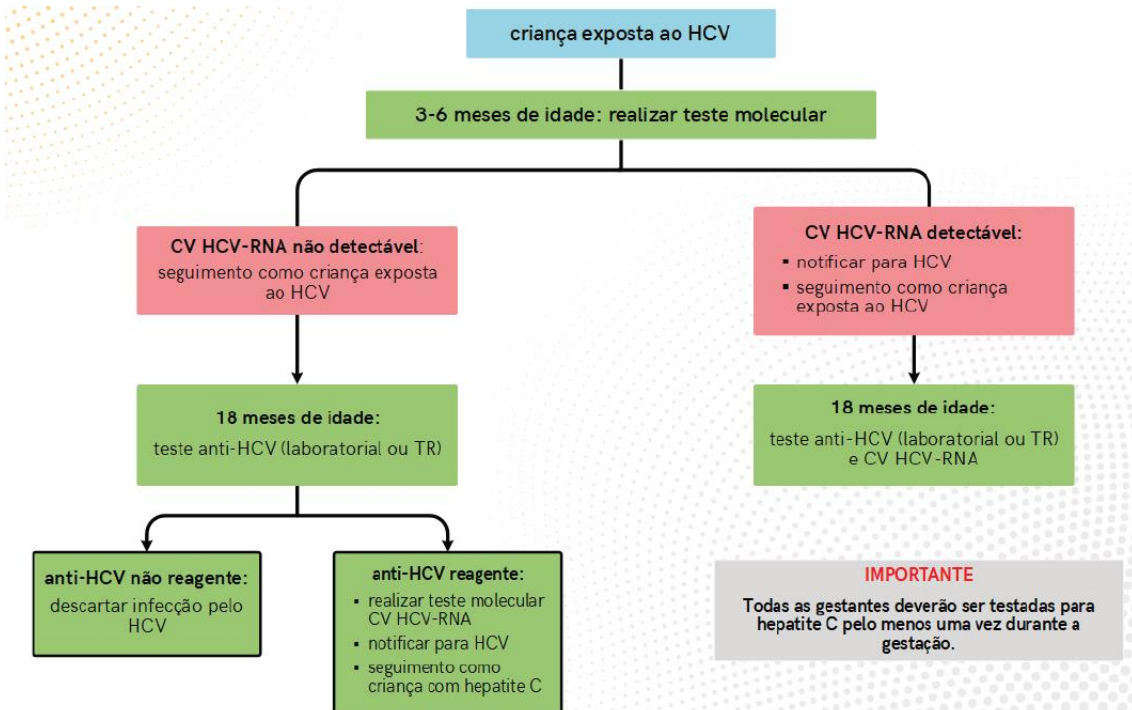 criança exposta ao HCV
3-6 meses de idade: realizar teste molecular
CV HCV-RNA não detectável:
seguimento como criança exposta
ao HCV
CV HCV-RNA detectável:
▪ notificar para HCV
▪ seguimento como criança
exposta ao HCV
18 meses de idade:
teste anti-HCV (laboratorial ou TR)
18 meses de idade:
teste anti-HCV (laboratorial ou TR)
e CV HCV-RNA
anti-HCV não reagente:
descartar infecção pelo
HCV
anti-HCV reagente:
▪ realizar teste molecular
CV HCV-RNA
▪ notificar para HCV
▪ seguimento como
criança com hepatite C
IMPORTANTE
Todas as gestantes deverão ser testadas para
hepatite C pelo menos uma vez durante a
gestação.